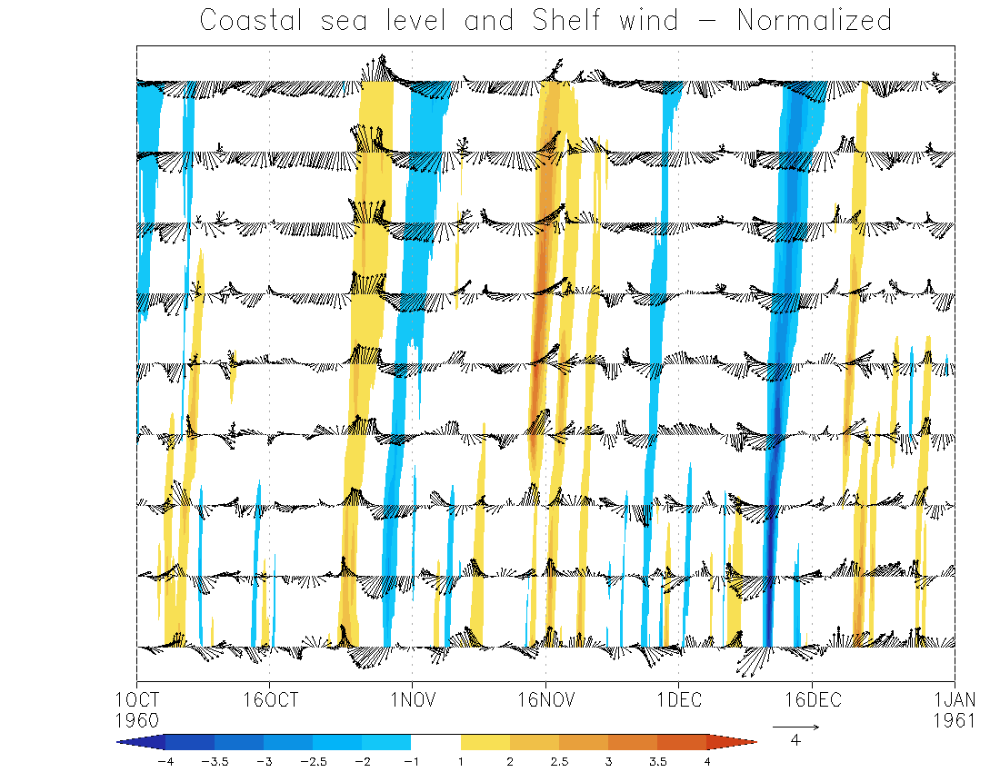 Coastal sea level and Shelf wind − Normalized
1OCT 16OCT 1NOV 16NOV 1DEC 16DEC 1JAN
1960 1961
−4 −3.5 −3 −2.5 −2 −1 1 2 2.5 3 3.5 4 4